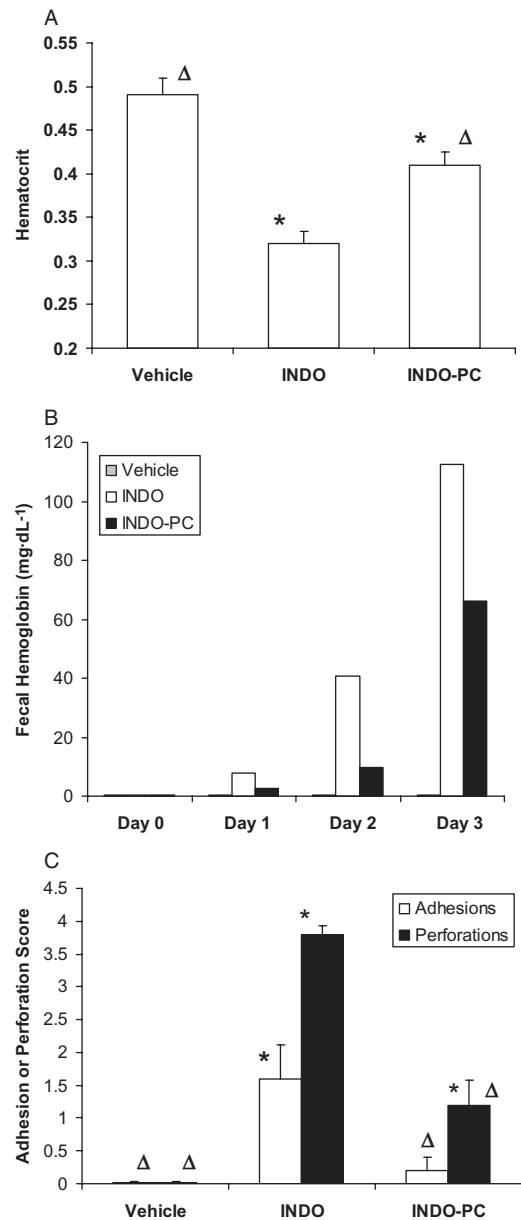 A
0.55
0.5
0.45
0.4
0.35
0.3
0.25
0.2
Hematocrit
Δ
*
* Δ
Vehicle INDO INDO-PC
B
120
100
80
60
40
20
0
Fecal Hemoglobin (mg·dL-1)
Vehicle
INDO
INDO-PC
Day 0 Day 1 Day 2 Day 3
C
4.5
4
3.5
3
2.5
2
1.5
1
0.5
0
Adhesion or Perforation Score
Adhesions
Perforations
Δ Δ
* *
Δ * Δ
Vehicle INDO INDO-PC